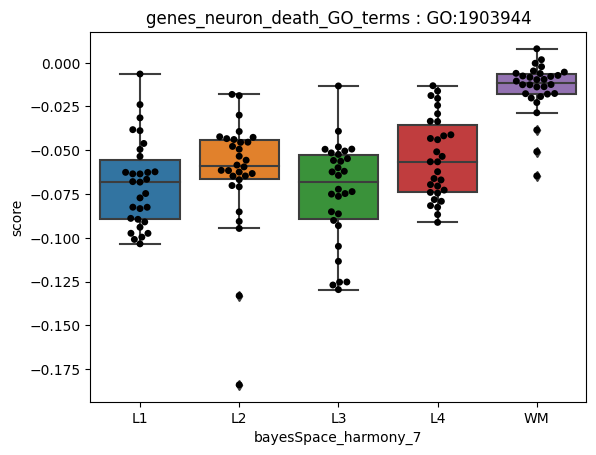 genes_neuron_death_GO_terms : GO:1903944
0.000
−0.025
−0.050
−0.075
−0.100
−0.125
−0.150
−0.175
score
L1 L2 L3 L4 WM
bayesSpace_harmony_7